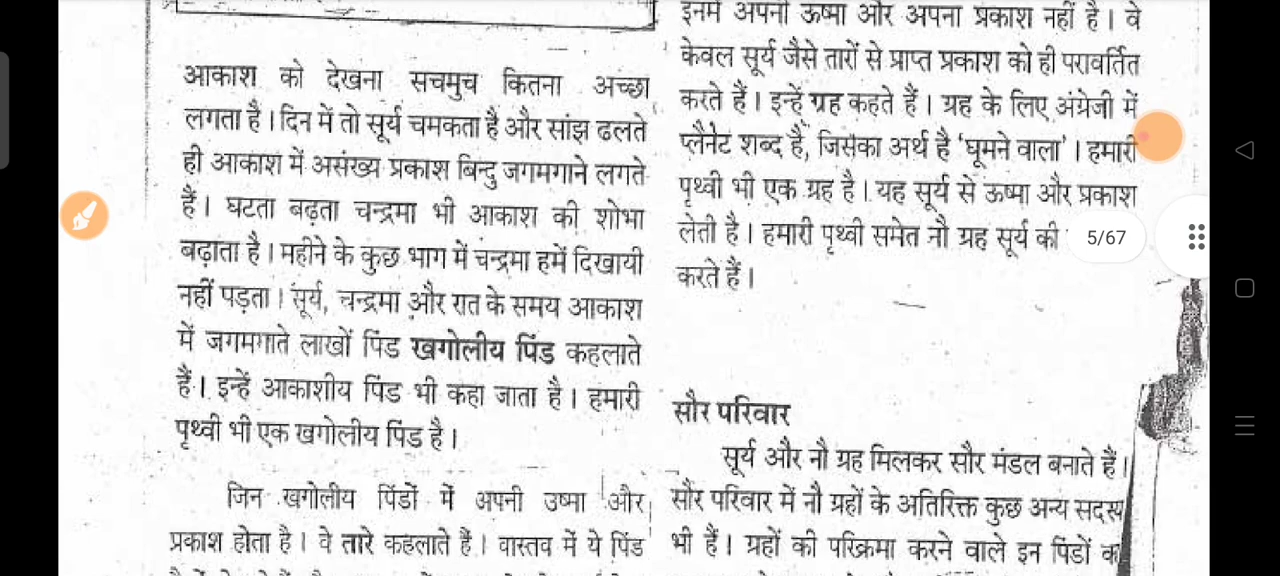 आकाश को देखना सचमुच कितना अच्छा
लगता है। दिन में तो सूर्य चमकता है और सांझ ढलते
ही आकाश में असंख्य प्रकाश बिन्दु जगमगाने लगते
हैं। घटता बढ़ता चन्द्रमा भी आकाश की शोभा
बढ़ाता है। महीने के कुछ भाग में चन्द्रमा हमें दिखायी
नहीं पड़ता। सूर्य, चन्द्रमा और रात के समय आकाश
में जगमगाते लाखों पिंड खगोलीय पिंड कहलाते
हैं। इन्हें आकाशीय पिंड भी कहा जाता है। हमारी
पृथ्वी भी एक खगोलीय पिंड है।
जिन खगोलीय पिंडों में अपनी उष्मा और
प्रकाश होता है। वे तारे कहलाते हैं। वास्तव में ये पिंड
इनमें अपनी ऊष्मा और अपना प्रकाश नहीं है। वे
केवल सूर्य जैसे तारों से प्राप्त प्रकाश को ही परावर्तित
करते हैं। इन्हें ग्रह कहते हैं। ग्रह के लिए अंग्रेजी में
प्लैनेट शब्द है, जिसका अर्थ है 'घूमने वाला'। हमारी
पृथ्वी भी एक ग्रह है। यह सूर्य से ऊष्मा और प्रकाश
लेती है। हमारी पृथ्वी समेत नौ ग्रह सूर्य की
करते हैं।
सौर परिवार
सूर्य और नौ ग्रह मिलकर सौर मंडल बनाते हैं।
सौर परिवार में नौ ग्रहों के अतिरिक्त कुछ अन्य सदस्य
भी हैं। ग्रहों की परिक्रमा करने वाले इन पिंडों
5/67